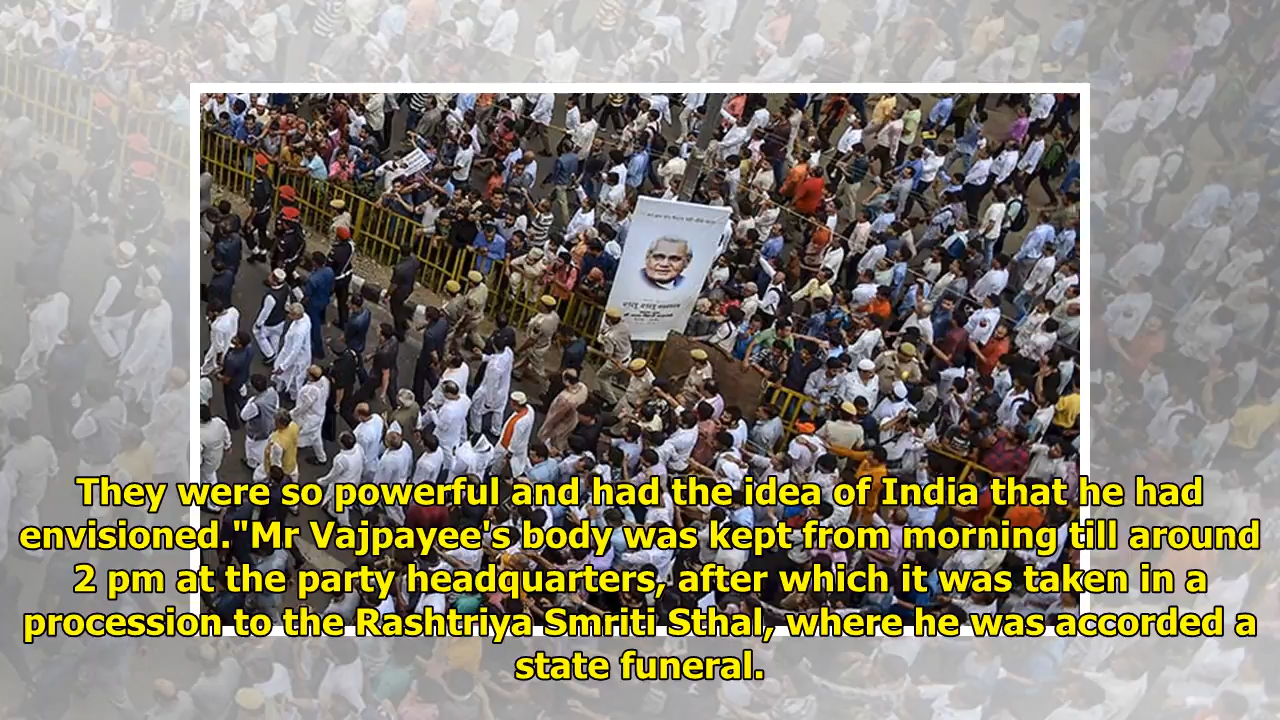 They were so powerful and had the idea of India that he had
envisioned."Mr Vajpayee's body was kept from morning till around
2 pm at the party headquarters, after which it was taken in a
procession to the Rashtriya Smriti Sthal, where he was accorded a
state funeral.